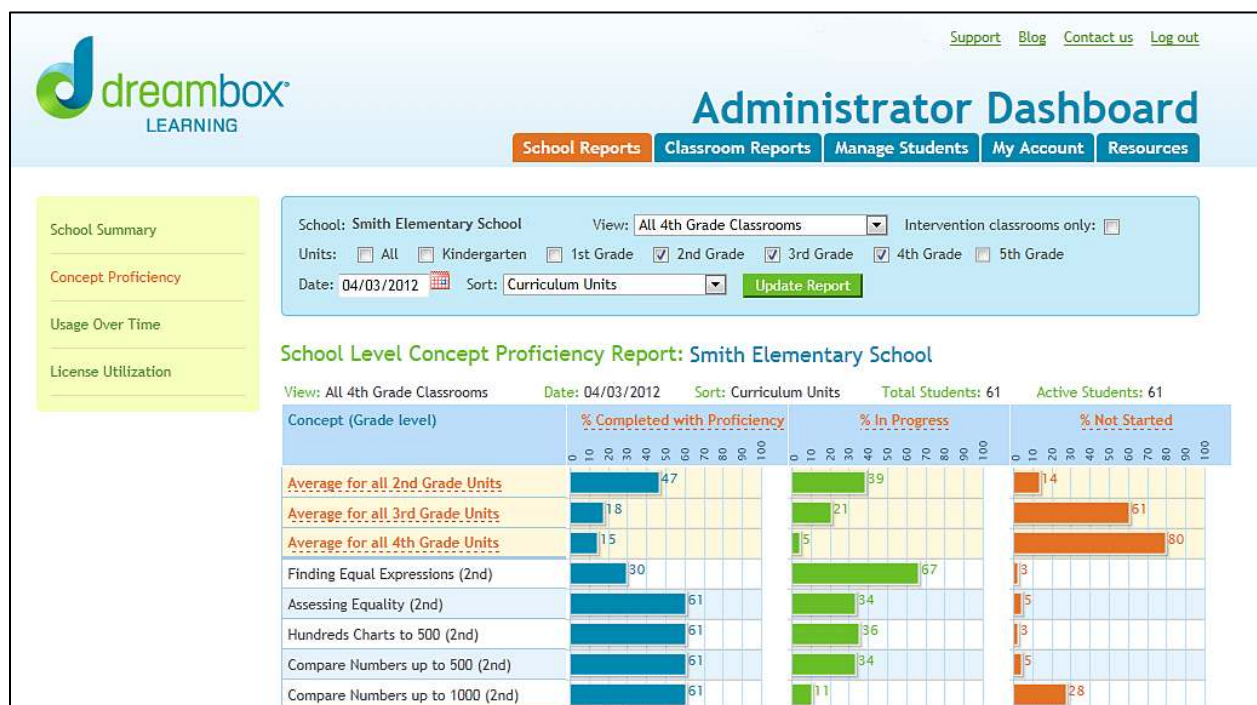 Support Blog Contact us Log out
dreambox
LEARNING
Administrator Dashboard
School Reports Classroom Reports Manage Students My Account Resources
School Summary
Concept Proficiency
Usage Over Time
License Utilization
School: Smith Elementary School View: All 4th Grade Classrooms Intervention classrooms only:
Units: All Kindergarten 1st Grade 2nd Grade 3rd Grade 4th Grade 5th Grade
Date: 04/03/2012 Sort: Curriculum Units Update Report
School Level Concept Proficiency Report: Smith Elementary School
View: All 4th Grade Classrooms Date: 04/03/2012 Sort: Curriculum Units Total Students: 61 Active Students: 61
Concept (Grade level) % Completed with Proficiency % In Progress % Not Started
0 10 20 30 40 50 60 70 80 90 100 0 10 20 30 40 50 60 70 80 90 100 0 10 20 30 40 50 60 70 80 90 100
Average for all 2nd Grade Units 47 39 14
Average for all 3rd Grade Units 18 21 61
Average for all 4th Grade Units 15 5 80
Finding Equal Expressions (2nd) 30 67 3
Assessing Equality (2nd) 61 34 5
Hundreds Charts to 500 (2nd) 61 36 3
Compare Numbers up to 500 (2nd) 61 34 5
Compare Numbers up to 1000 (2nd) 61 11 28